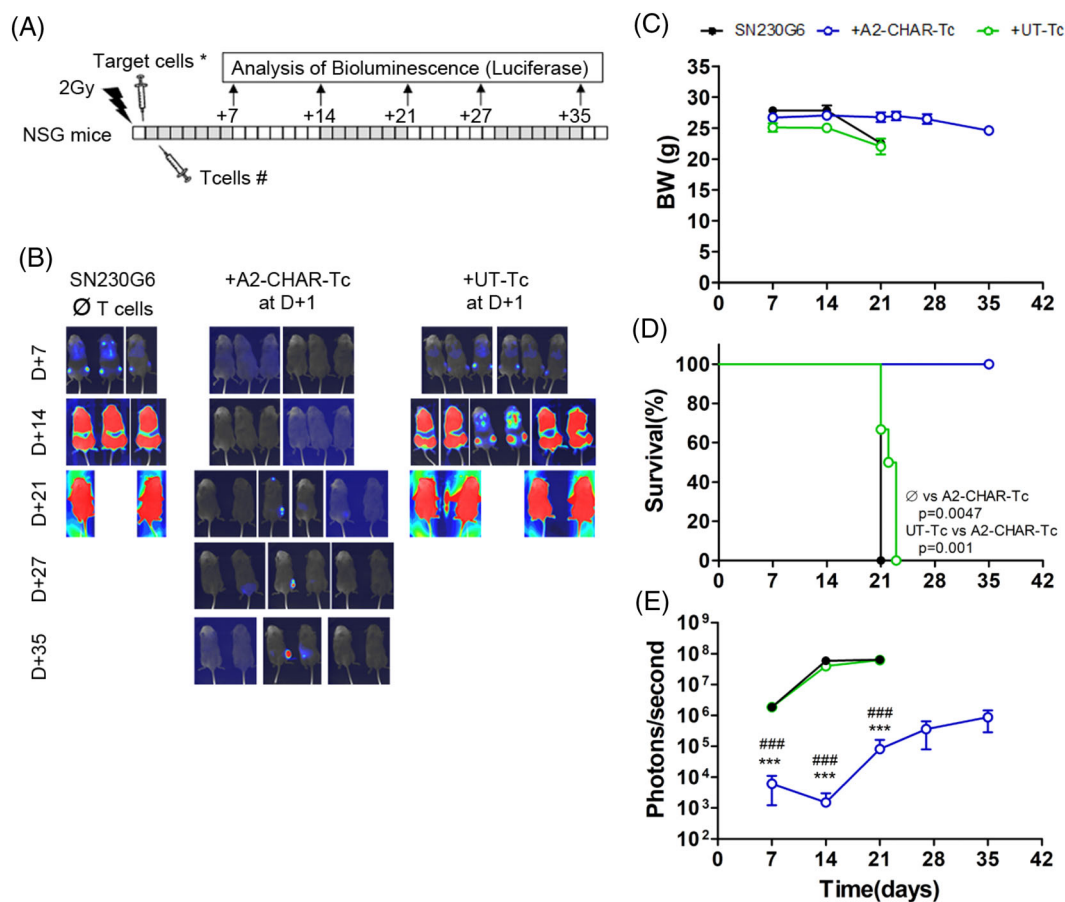 (A)
Target cells *
Analysis of Bioluminescence (Luciferase)
2Gy
+7
+14
+21
+27
+35
NSG mice
Tcells #
(B)
SN230G6
Ø T cells
+A2-CHAR-Tc
at D+1
+UT-Tc
at D+1
D+7
D+14
D+21
D+27
D+35
(C)
SN230G6
+A2-CHAR-Tc
+UT-Tc
BW (g)
35
30
25
20
15
10
5
0
0 7 14 21 28 35 42
(D)
Survival(%)
100
80
60
40
20
0
Ø vs A2-CHAR-Tc
p=0.0047
UT-Tc vs A2-CHAR-Tc
p=0.001
0 7 14 21 28 35 42
(E)
Photons/second
10⁹
10⁸
10⁷
10⁶
10⁵
10⁴
10³
10²
###
***
###
***
###
***
0 7 14 21 28 35 42
Time(days)